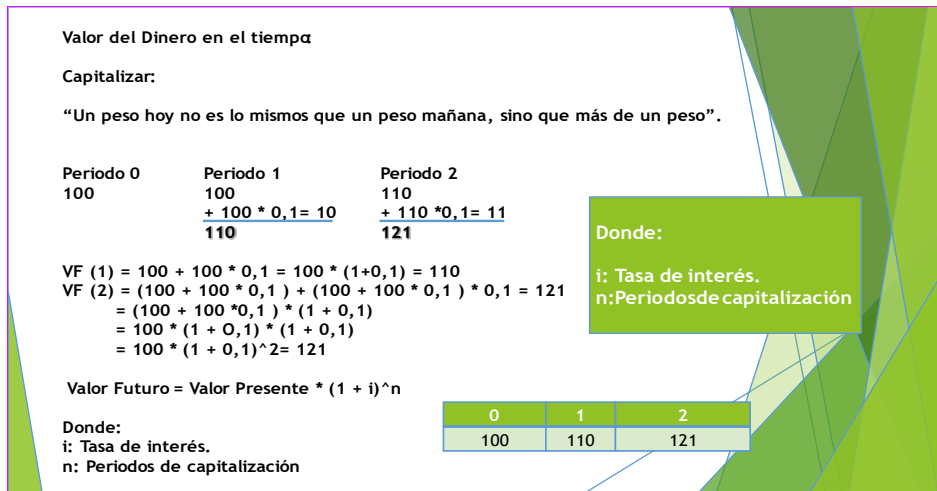 Valor del Dinero en el tiempo:
Capitalizar:
“Un peso hoy no es lo mismos que un peso mañana, sino que más de un peso”.
Periodo 0 Periodo 1 Periodo 2
100 100 110
+ 100 * 0,1= 10 + 110 *0,1= 11
110 121
VF (1) = 100 + 100 * 0,1 = 100 * (1+0,1) = 110
VF (2) = (100 + 100 * 0,1 ) + (100 + 100 * 0,1 ) * 0,1 = 121
= (100 + 100 *0,1 ) * (1 + 0,1)
= 100 * (1 + O,1) * (1 + 0,1)
= 100 * (1 + 0,1)^2= 121
Valor Futuro = Valor Presente * (1 + i)^n
Donde:
i: Tasa de interés.
n: Periodos de capitalización
Donde:
i: Tasa de interés.
n:Periodosde capitalización
0 1 2
100 110 121